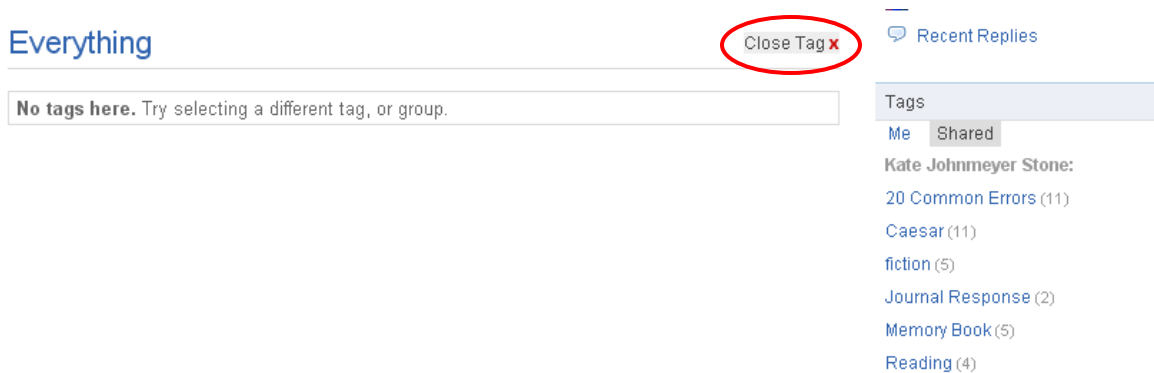 Everything
Close Tag x
No tags here. Try selecting a different tag, or group.
Recent Replies
Tags
Me Shared
Kate Johnmeyer Stone:
20 Common Errors (11)
Caesar (11)
fiction (5)
Journal Response (2)
Memory Book (5)
Reading (4)